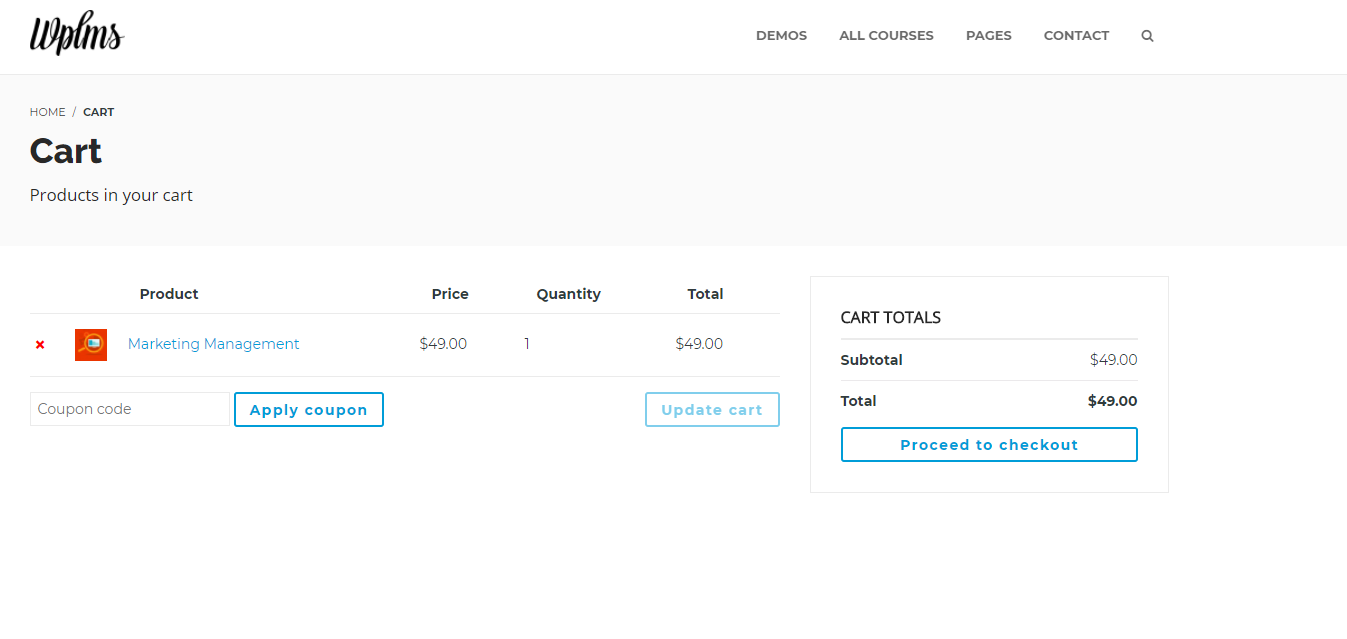 Wplms
DEMOS ALL COURSES PAGES CONTACT
HOME / CART
Cart
Products in your cart
Product Price Quantity Total
× Marketing Management $49.00 1 $49.00
Coupon code Apply coupon Update cart
CART TOTALS
Subtotal $49.00
Total $49.00
Proceed to checkout